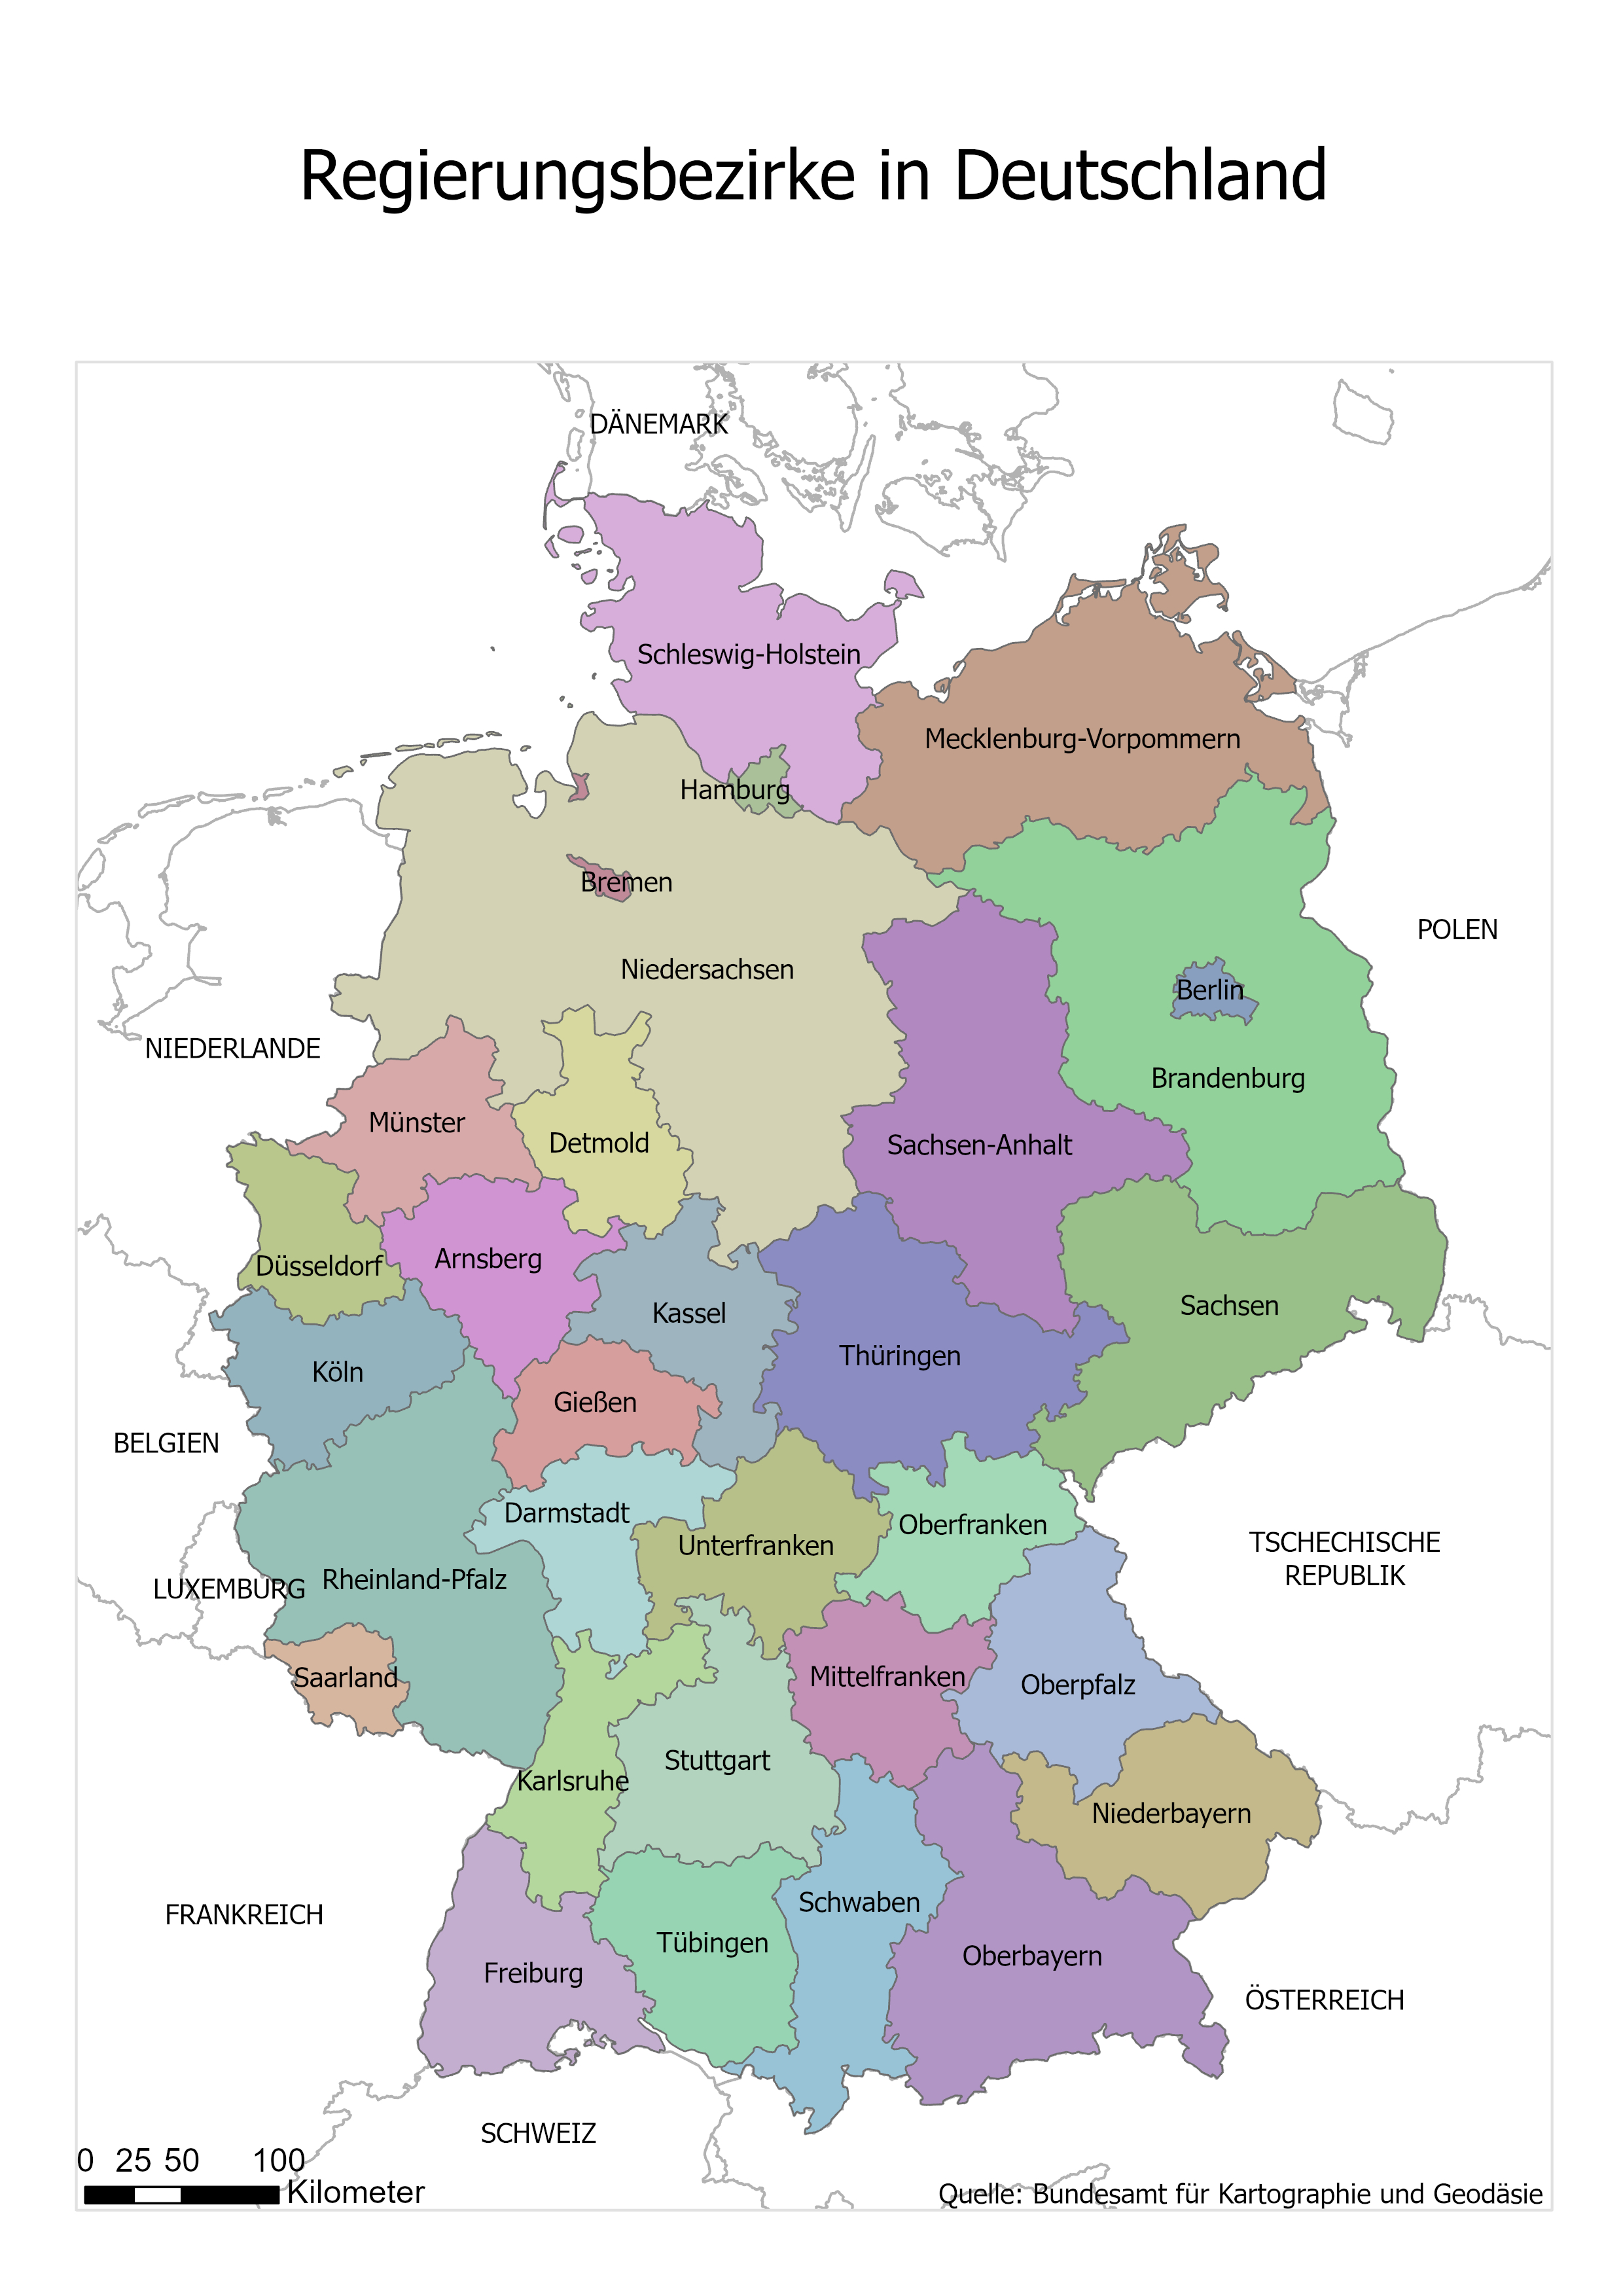 Regierungsbezirke in Deutschland
DÄNEMARK
Schleswig-Holstein
Mecklenburg-Vorpommern
Hamburg
Bremen
POLEN
Niedersachsen
Berlin
NIEDERLANDE
Brandenburg
Münster
Detmold
Sachsen-Anhalt
Düsseldorf
Arnsberg
Kassel
Sachsen
Thüringen
Köln
Gießen
BELGIEN
Darmstadt
Unterfranken
Oberfranken
TSCHECHISCHE
REPUBLIK
LUXEMBURG
Rheinland-Pfalz
Saarland
Mittelfranken
Oberpfalz
Stuttgart
Karlsruhe
Niederbayern
Schwaben
FRANKREICH
Tübingen
Oberbayern
Freiburg
ÖSTERREICH
SCHWEIZ
0 25 50 100
Kilometer
Quelle: Bundesamt für Kartographie und Geodäsie